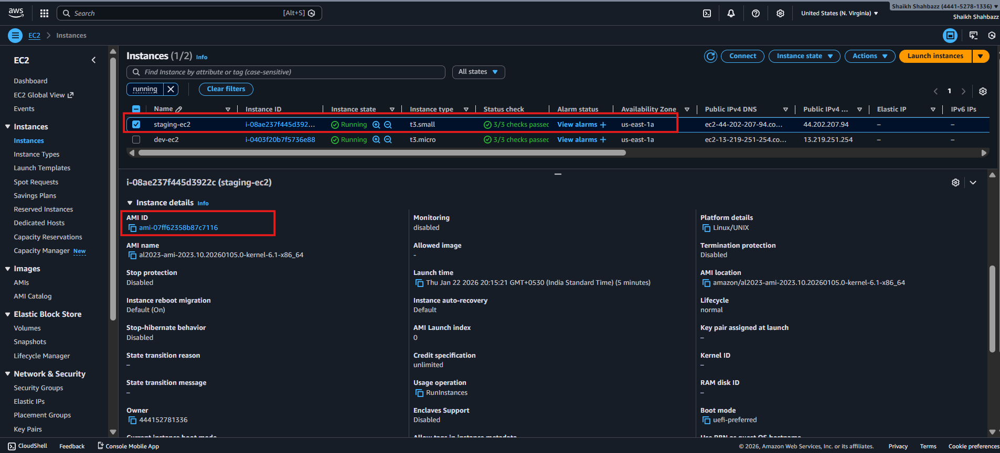 aws
Search [Alt+S]
United States (N. Virginia)
Shaikh Shahbazz (4441-5278-1336)
Shaikh Shahbazz
EC2 Instances
EC2
Dashboard
EC2 Global View
Events
Instances
Instances
Instance Types
Launch Templates
Spot Requests
Savings Plans
Reserved Instances
Dedicated Hosts
Capacity Reservations
Capacity Manager New
Images
AMIs
AMI Catalog
Elastic Block Store
Volumes
Snapshots
Lifecycle Manager
Network & Security
Security Groups
Elastic IPs
Placement Groups
Key Pairs
Instances (1/2) Info
Connect Instance state Actions Launch instances
Find Instance by attribute or tag (case-sensitive) All states
running Clear filters
1
Name Instance ID Instance state Instance type Status check Alarm status Availability Zone Public IPv4 DNS Public IPv4 ... Elastic IP IPv6 IPs
staging-ec2 i-08ae237f445d392... Running t3.small 3/3 checks passec View alarms + us-east-1a ec2-44-202-207-94.co... 44.202.207.94 – –
dev-ec2 i-0403f20b7f5736e88 Running t3.micro 3/3 checks passec View alarms + us-east-1a ec2-13-219-251-254.co... 13.219.251.254 – –
i-08ae237f445d3922c (staging-ec2)
Instance details Info
AMI ID
ami-07ff62358b87c7116
AMI name
al2023-ami-2023.10.20260105.0-kernel-6.1-x86_64
Stop protection
Disabled
Instance reboot migration
Default (On)
Stop-hibernate behavior
Disabled
State transition reason
–
State transition message
–
Owner
444152781336
Current instance boot mode
Monitoring
disabled
Allowed image
-
Launch time
Thu Jan 22 2026 20:15:21 GMT+0530 (India Standard Time) (5 minutes)
Instance auto-recovery
Default
AMI Launch index
0
Credit specification
unlimited
Usage operation
RunInstances
Enclaves Support
Disabled
Allow tags in instance metadata
Platform details
Linux/UNIX
Termination protection
Disabled
AMI location
amazon/al2023-ami-2023.10.20260105.0-kernel-6.1-x86_64
Lifecycle
normal
Key pair assigned at launch
–
Kernel ID
–
RAM disk ID
–
Boot mode
uefi-preferred
Use RBN as guest OS hostname
CloudShell Feedback Console Mobile App
© 2026, Amazon Web Services, Inc. or its affiliates. Privacy Terms Cookie preferences